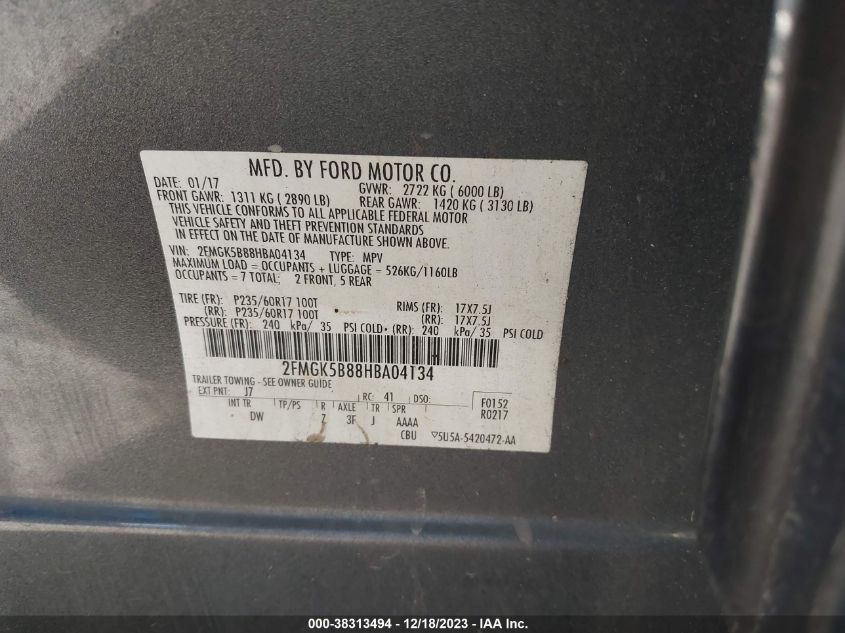 MFD. BY FORD MOTOR CO.
DATE: 01/17 GVWR: 2722 KG ( 6000 LB)
FRONT GAWR: 1311 KG ( 2890 LB) REAR GAWR: 1420 KG ( 3130 LB)
THIS VEHICLE CONFORMS TO ALL APPLICABLE FEDERAL MOTOR
VEHICLE SAFETY AND THEFT PREVENTION STANDARDS
IN EFFECT ON THE DATE OF MANUFACTURE SHOWN ABOVE.
VIN: 2FMGK5B88HBA04134 TYPE: MPV
MAXIMUM LOAD = OCCUPANTS + LUGGAGE = 526KG/1160LB
OCCUPANTS = 7 TOTAL; 2 FRONT, 5 REAR
TIRE (FR): P235/60R17 100T RIMS (FR): 17X7.5J
(RR): P235/60R17 100T (RR): 17X7.5J
PRESSURE (FR): 240 kPa/ 35 PSI COLD (RR): 240 kPa/ 35 PSI COLD
2FMGK5B88HBA04134
TRAILER TOWING - SEE OWNER GUIDE
EXT PNT: J7 RC: 41 DSO: F0152
INT TR TP/PS R AXLE TR SPR R0217
DW 7 3F J AAAA
CBU 5U5A-5420472-AA
000-38313494 - 12/18/2023 - IAA Inc.